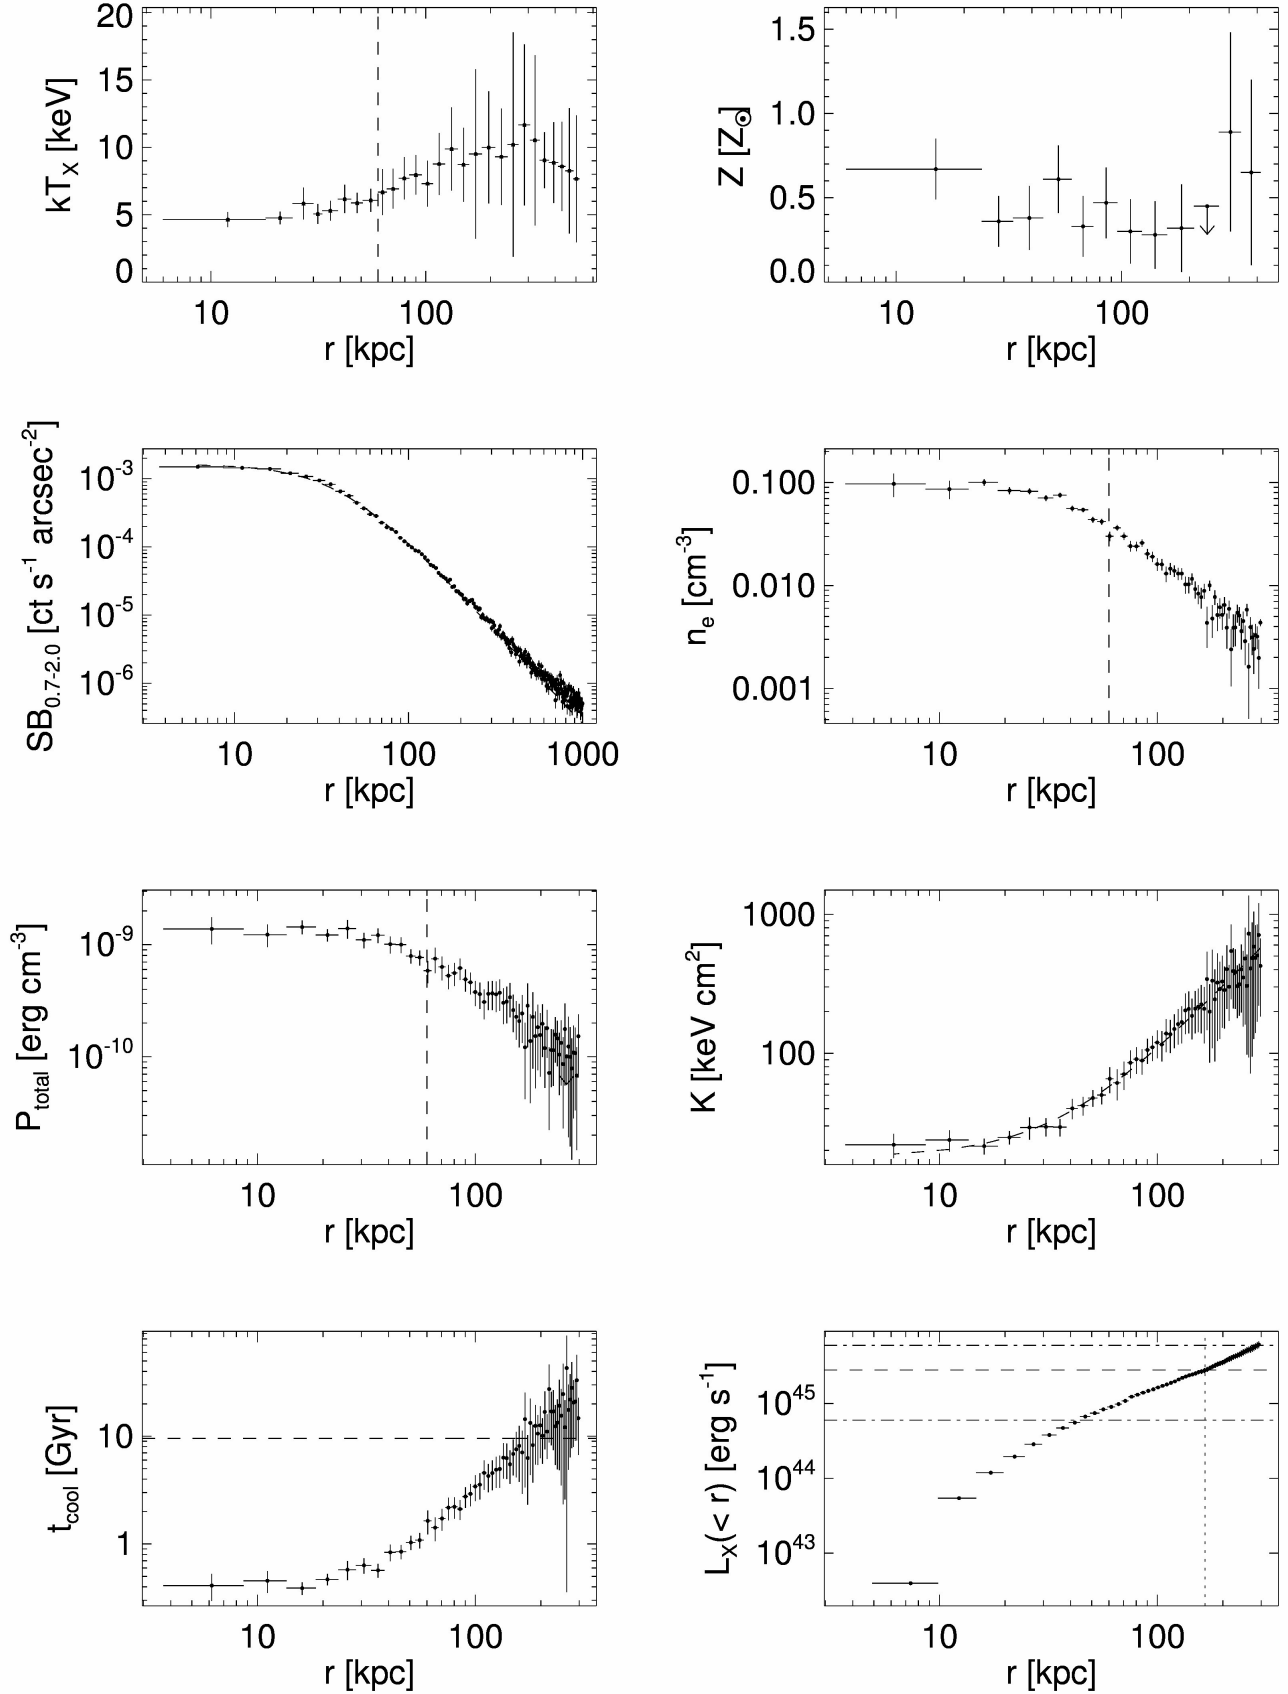 20
15
10
5
0
kT_X [keV]
10 100
r [kpc]
1.5
1.0
0.5
0.0
Z [Z_☉]
10 100
r [kpc]
10^-3
10^-4
10^-5
10^-6
SB_0.7-2.0 [ct s^-1 arcsec^-2]
10 100 1000
r [kpc]
0.100
0.010
0.001
n_e [cm^-3]
10 100
r [kpc]
10^-9
10^-10
P_total [erg cm^-3]
10 100
r [kpc]
1000
100
K [keV cm^2]
10 100
r [kpc]
10
1
t_cool [Gyr]
10 100
r [kpc]
10^45
10^44
10^43
L_X(< r) [erg s^-1]
10 100
r [kpc]